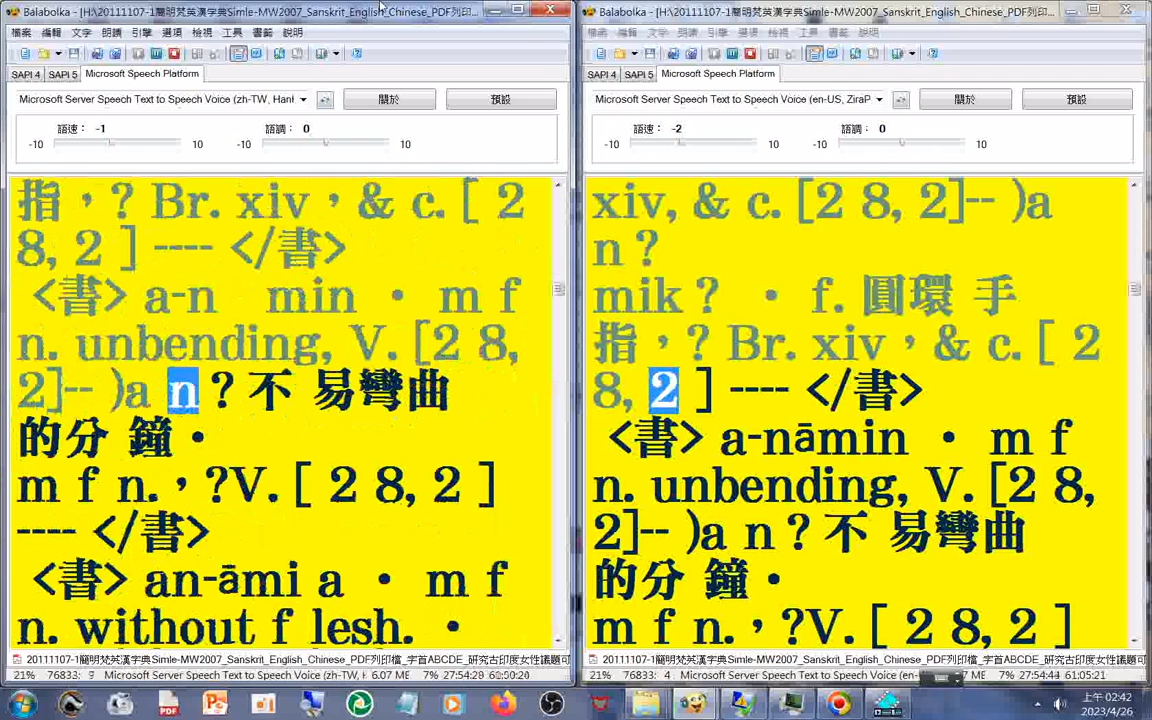 Balabolka - [H:\20111107-1簡明梵英漢字典Simle-MW2007_Sanskrit_English_Chinese_PDF列印...
檔案 編輯 文字 朗讀 引擎 選項 檢視 工具 書籤 說明
SAPI 4 SAPI 5 Microsoft Speech Platform
Microsoft Server Speech Text to Speech Voice (zh-TW, Hanl
關於
預設
語速： -1
語調： 0
-10 10 -10 10
指，? Br. xiv，& c. [ 2
8, 2 ] ---- </書>
<書> a-n min • m f
n. unbending, V. [2 8,
2]-- )a n ? 不 易彎曲
的分 鐘•
m f n.，?V. [ 2 8, 2 ]
---- </書>
<書> an-āmi a • m f
n. without f lesh. •
20111107-1簡明梵英漢字典Simle-MW2007_Sanskrit_English_Chinese_PDF列印檔_字首ABCDE_研究古印度女性議題可
21% 76833: 9 Microsoft Server Speech Text to Speech Voice (zh-TW, H 6.07 MB 7% 27:54:29 61:50:20
Balabolka - [H:\20111107-1簡明梵英漢字典Simle-MW2007_Sanskrit_English_Chinese_PDF列印...
檔案 編輯 文字 朗讀 引擎 選項 檢視 工具 書籤 說明
SAPI 4 SAPI 5 Microsoft Speech Platform
Microsoft Server Speech Text to Speech Voice (en-US, ZiraP
關於
預設
語速： -2
語調： 0
-10 10 -10 10
xiv, & c. [2 8, 2]-- )a
n ?
mik ? • f. 圓環 手
指，? Br. xiv，& c. [ 2
8, 2 ] ---- </書>
<書> a-nāmin • m f
n. unbending, V. [2 8,
2]-- )a n ? 不 易彎曲
的分 鐘•
m f n.，?V. [ 2 8, 2 ]
20111107-1簡明梵英漢字典Simle-MW2007_Sanskrit_English_Chinese_PDF列印檔_字首ABCDE_研究古印度女性議題可
21% 76833: 4 Microsoft Server Speech Text to Speech Voice (en-US 6.07 MB 7% 27:54:44 61:05:21
上午 02:42
2023/4/26